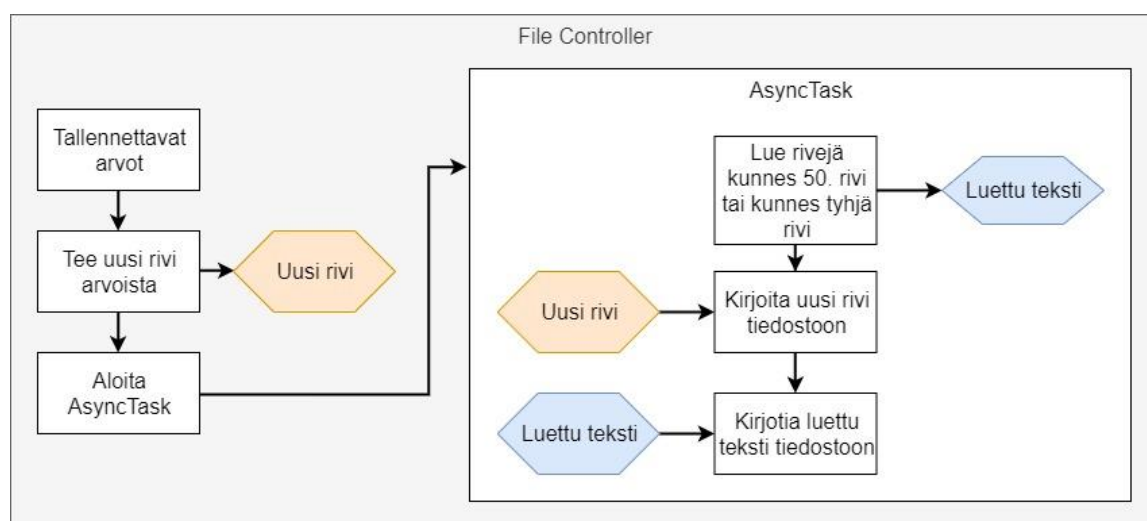 File Controller
Tallennettavat
arvot
Tee uusi rivi
arvoista
Uusi rivi
Aloita
AsyncTask
AsyncTask
Lue rivejä
kunnes 50. rivi
tai kunnes tyhjä
rivi
Luettu teksti
Uusi rivi
Kirjoita uusi rivi
tiedostoon
Luettu teksti
Kirjotia luettu
teksti tiedostoon